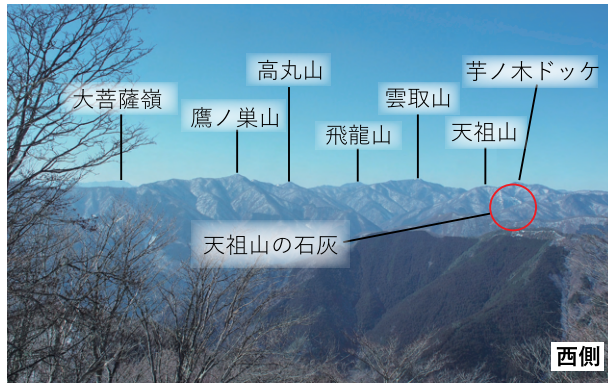 大菩薩嶺
鷹ノ巣山
高丸山
飛龍山
雲取山
天祖山
芋ノ木ドッケ
天祖山の石灰
西側